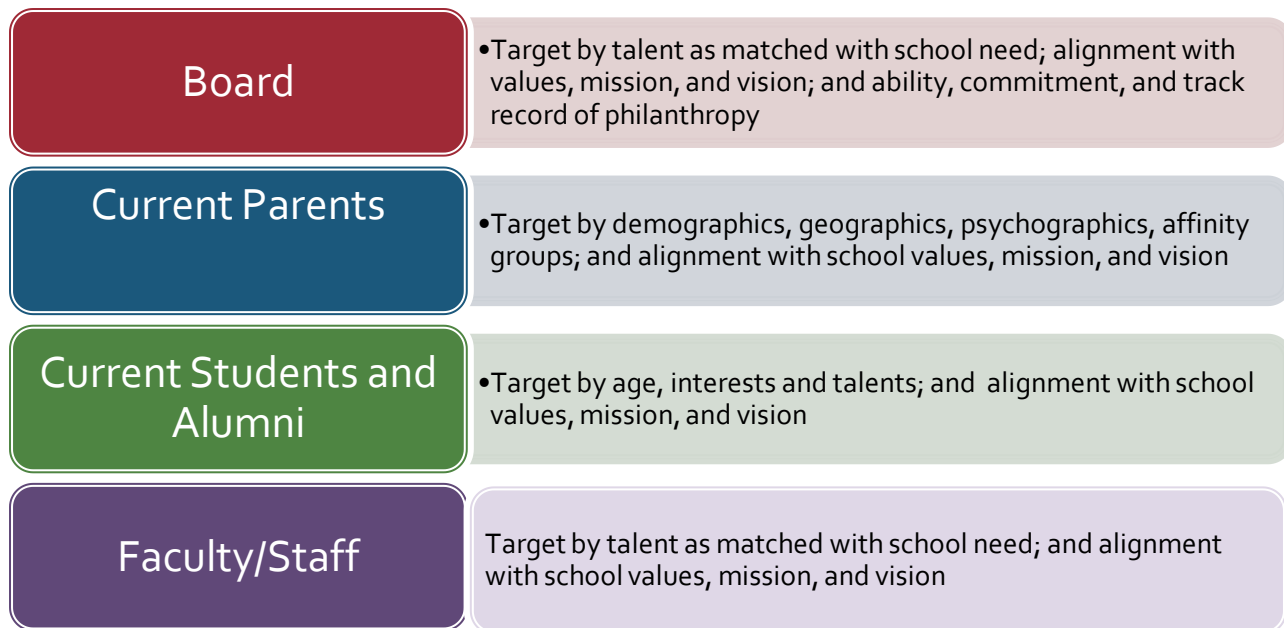 Board
•Target by talent as matched with school need; alignment with
values, mission, and vision; and ability, commitment, and track
record of philanthropy
Current Parents
•Target by demographics, geographics, psychographics, affinity
groups; and alignment with school values, mission, and vision
Current Students and
Alumni
•Target by age, interests and talents; and alignment with school
values, mission, and vision
Faculty/Staff
Target by talent as matched with school need; and alignment
with school values, mission, and vision